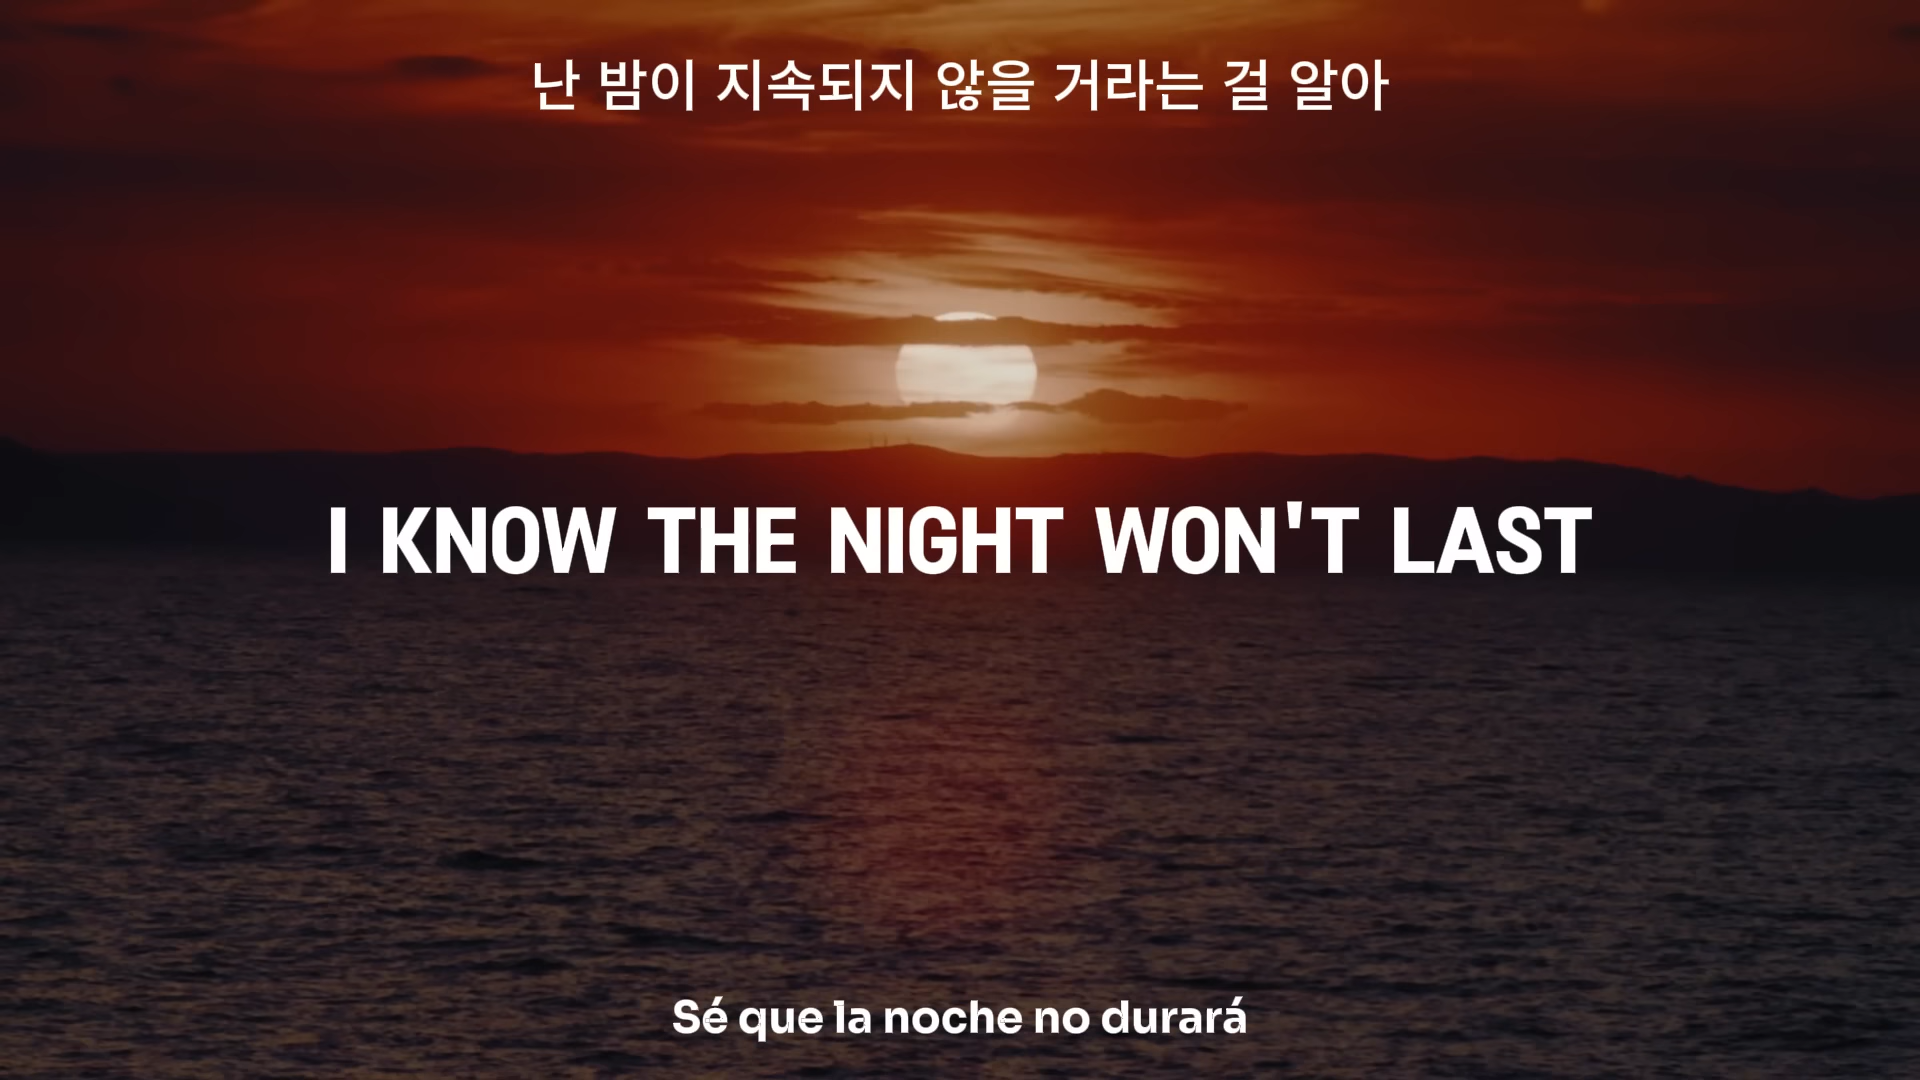 난 밤이 지속되지 않을 거라는 걸 알아
I KNOW THE NIGHT WON'T LAST
Sé que la noche no durará